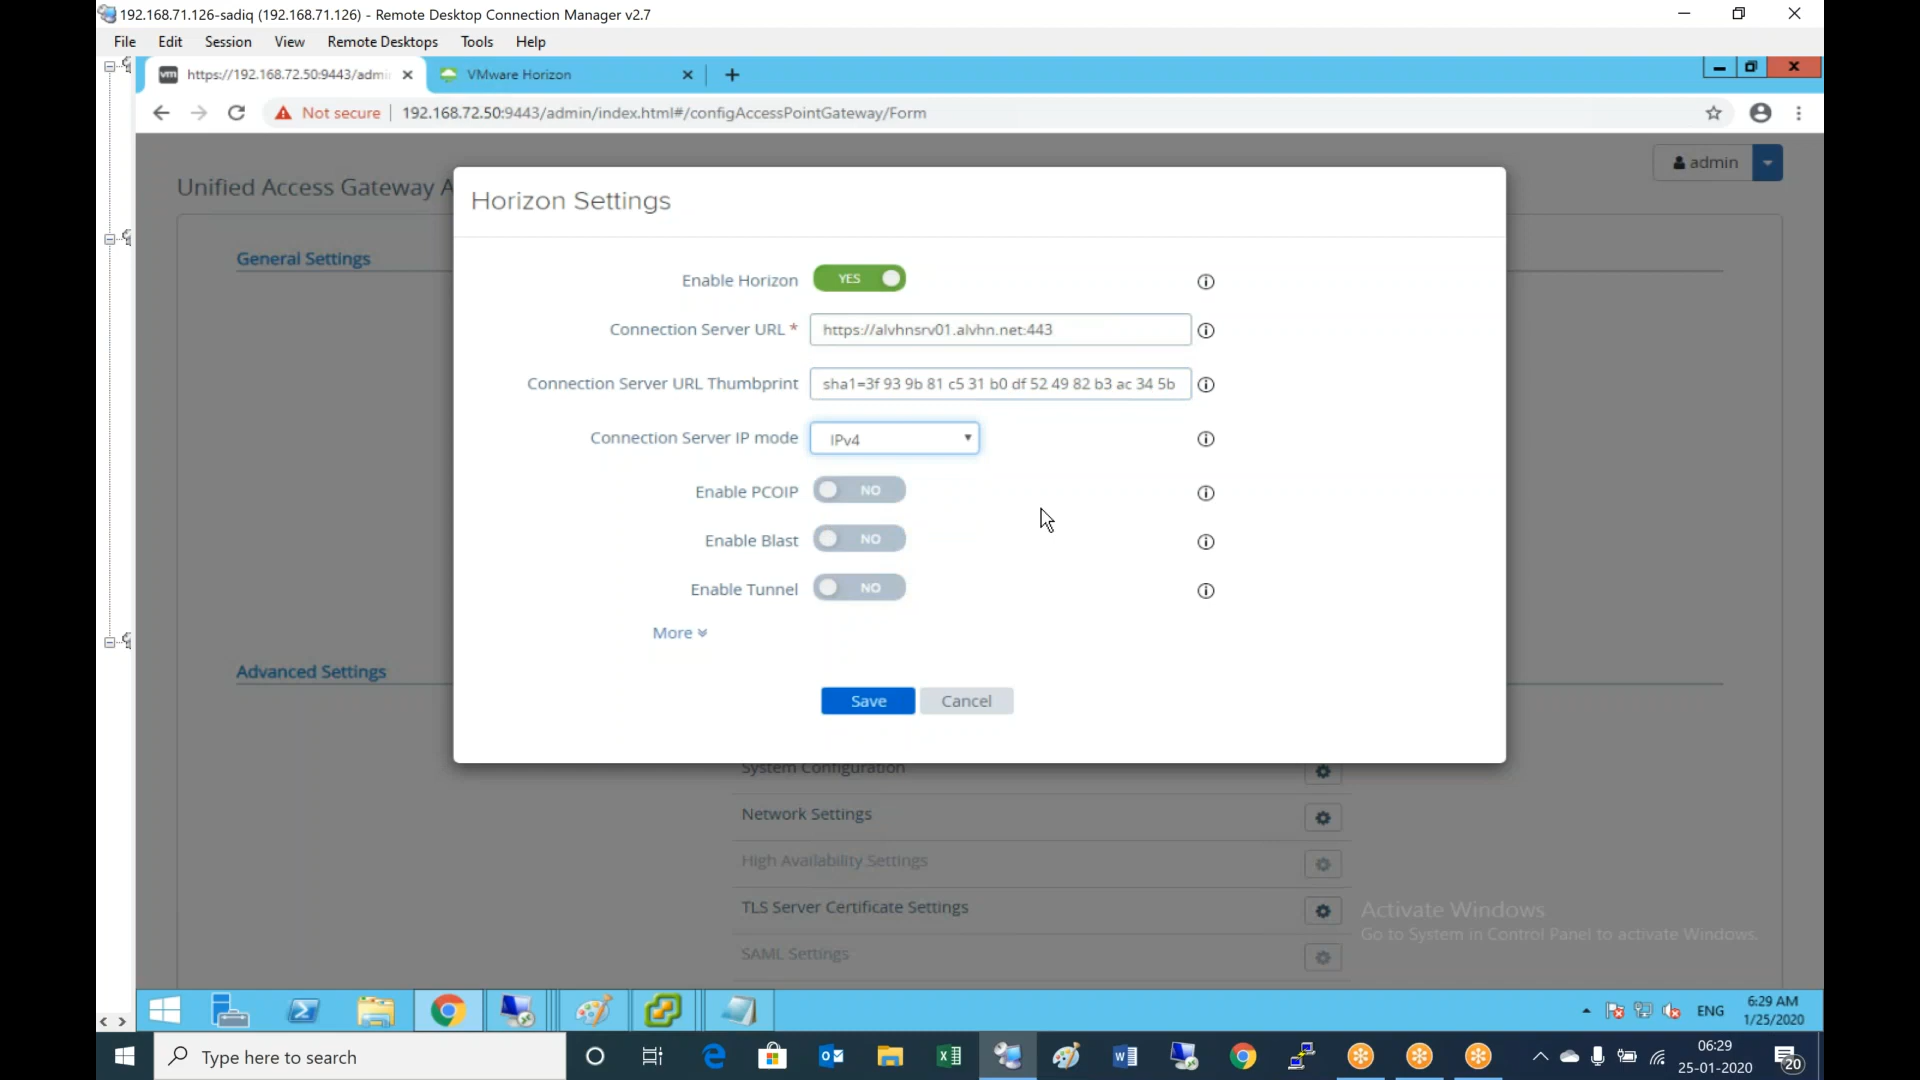 192.168.71.126-sadiq (192.168.71.126) - Remote Desktop Connection Manager v2.7
File Edit Session View Remote Desktops Tools Help
vm https://192.168.72.50:9443/admi VMware Horizon
Not secure 192.168.72.50:9443/admin/index.html#/configAccessPointGateway/Form
admin
Unified Access Gateway A
Horizon Settings
General Settings
Enable Horizon YES
Connection Server URL * https://alvhnsrv01.alvhn.net:443
Connection Server URL Thumbprint sha1=3f 93 9b 81 c5 31 b0 df 52 49 82 b3 ac 34 5b
Connection Server IP mode IPv4
Enable PCOIP NO
Enable Blast NO
Enable Tunnel NO
More
Advanced Settings
Save Cancel
System Configuration
Network Settings
High Availability Settings
TLS Server Certificate Settings
SAML Settings
Activate Windows
Go to System in Control Panel to activate Windows.
ENG 6:29 AM
1/25/2020
Type here to search
06:29
25-01-2020
20